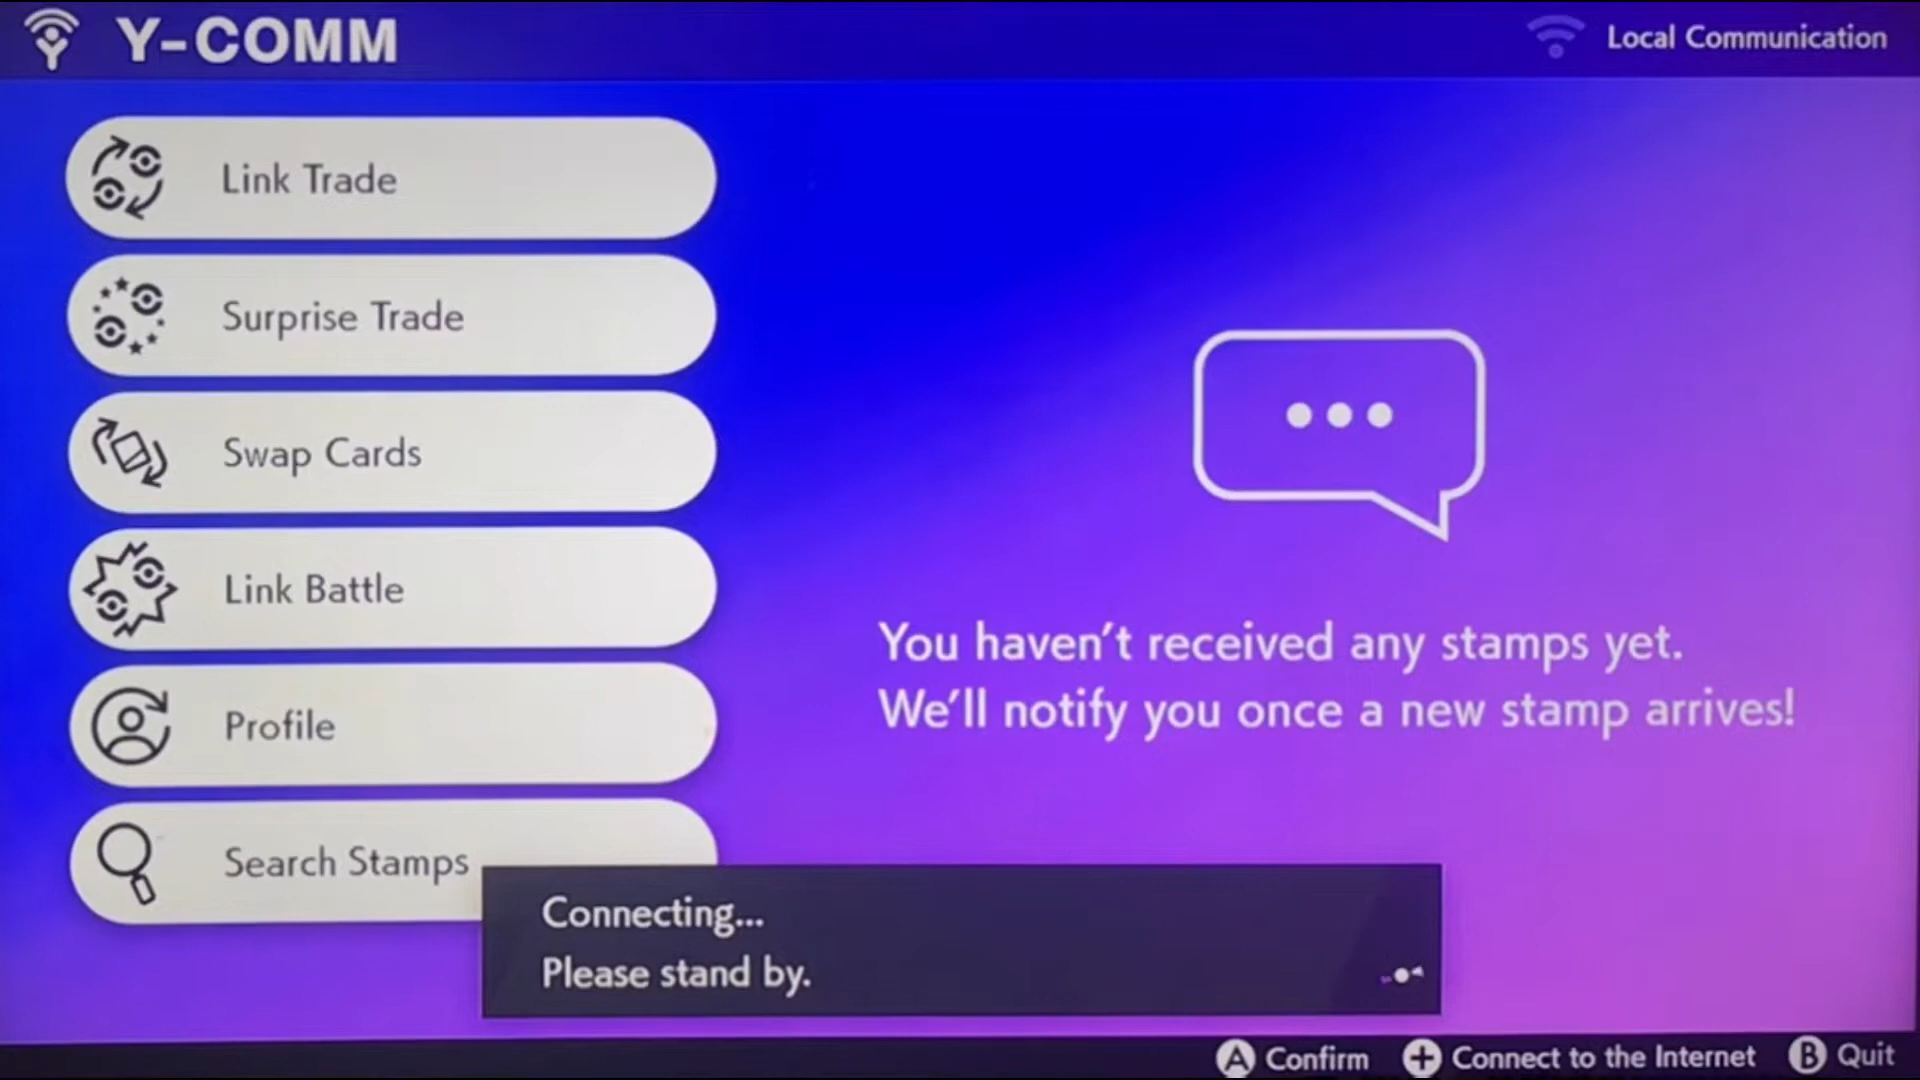 Y-COMM
Local Communication
Link Trade
Surprise Trade
Swap Cards
Link Battle
Profile
Search Stamps
You haven't received any stamps yet.
We'll notify you once a new stamp arrives!
Connecting...
Please stand by.
A Confirm + Connect to the Internet B Quit